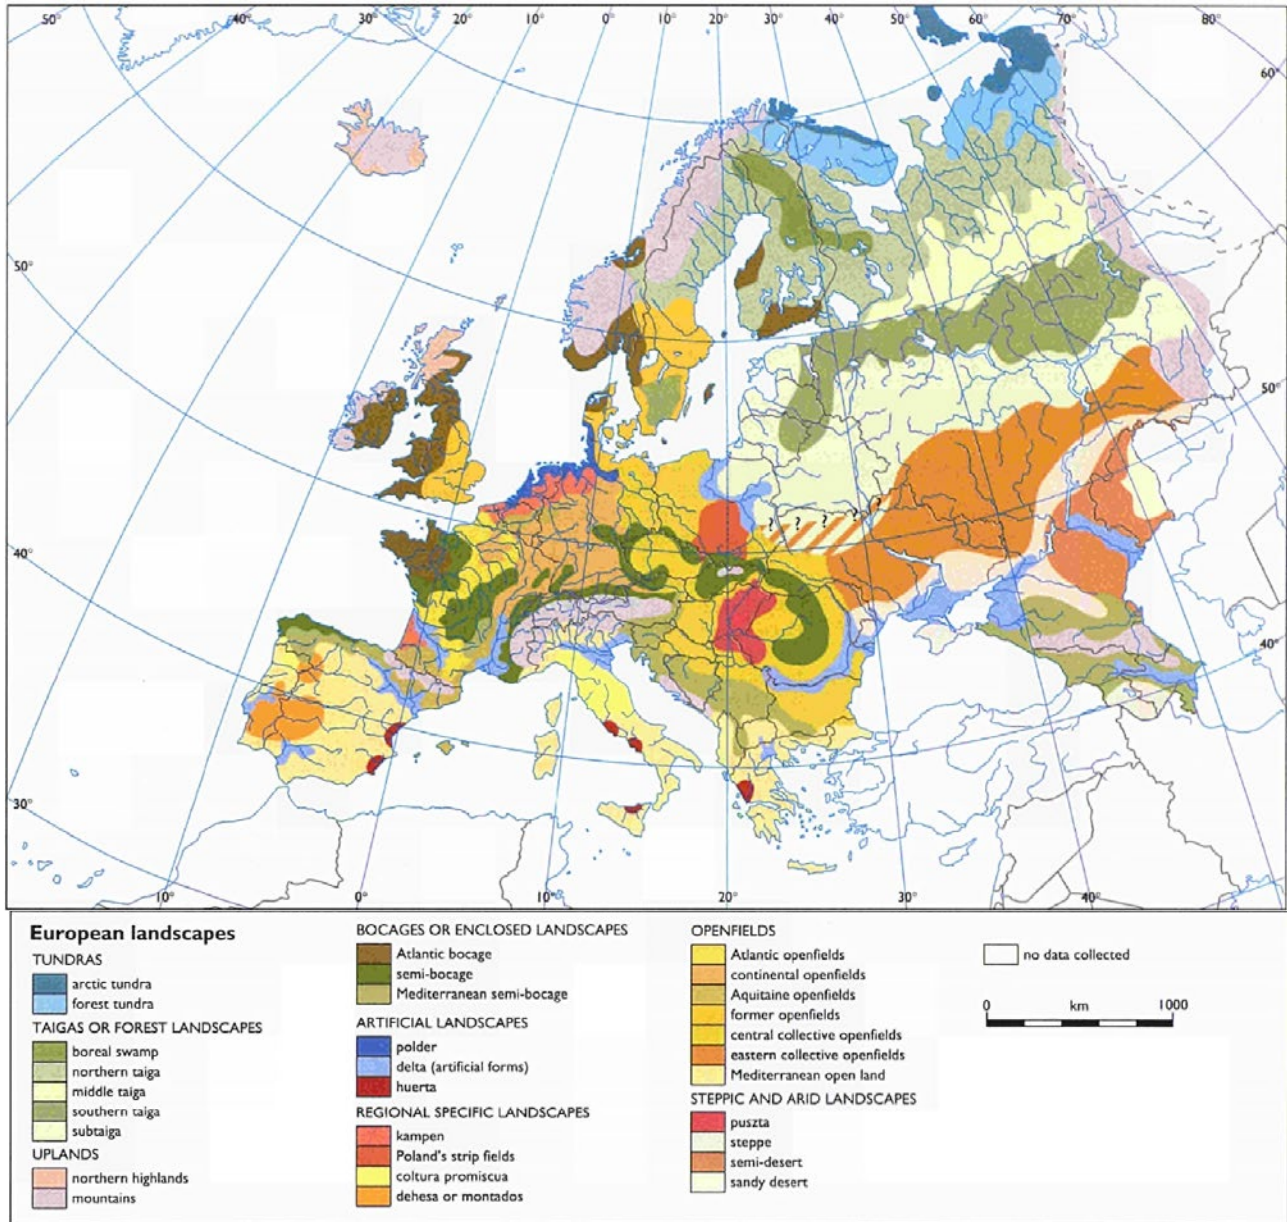 50° 40° 30° 20° 10° 0° 10° 20° 30° 40° 50° 60° 70° 80°
60°
50°
50°
40°
40°
30°
? ? ? ? ?
10° 0° 10° 20° 30° 40°
European landscapes
TUNDRAS
arctic tundra
forest tundra
TAIGAS OR FOREST LANDSCAPES
boreal swamp
northern taiga
middle taiga
southern taiga
subtaiga
UPLANDS
northern highlands
mountains
BOCAGES OR ENCLOSED LANDSCAPES
Atlantic bocage
semi-bocage
Mediterranean semi-bocage
ARTIFICIAL LANDSCAPES
polder
delta (artificial forms)
huerta
REGIONAL SPECIFIC LANDSCAPES
kampen
Poland's strip fields
coltura promiscua
dehesa or montados
OPENFIELDS
Atlantic openfields
continental openfields
Aquitaine openfields
former openfields
central collective openfields
eastern collective openfields
Mediterranean open land
STEPPIC AND ARID LANDSCAPES
puszta
steppe
semi-desert
sandy desert
no data collected
0 km 1000